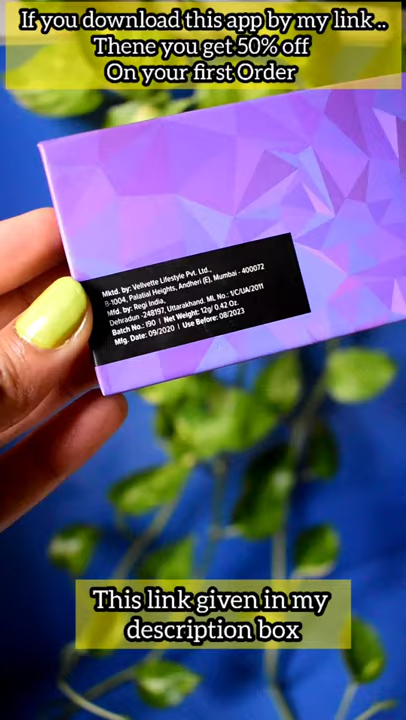 If you download this app by my link ..
Thene you get 50% off
On your first Order
Mktd. by: Velivette Lifestyle Pvt. Ltd.,
B-1004, Palatial Heights, Andheri (E), Mumbai - 400072
Mfd. by: Regi India,
Dehradun -248197, Uttarakhand. ML No.: 1/C/UA/2011
Batch No.: 190 | Net Weight: 12g/ 0.42 Oz.
Mfg. Date: 09/2020 | Use Before: 08/2023
This link given in my
description box